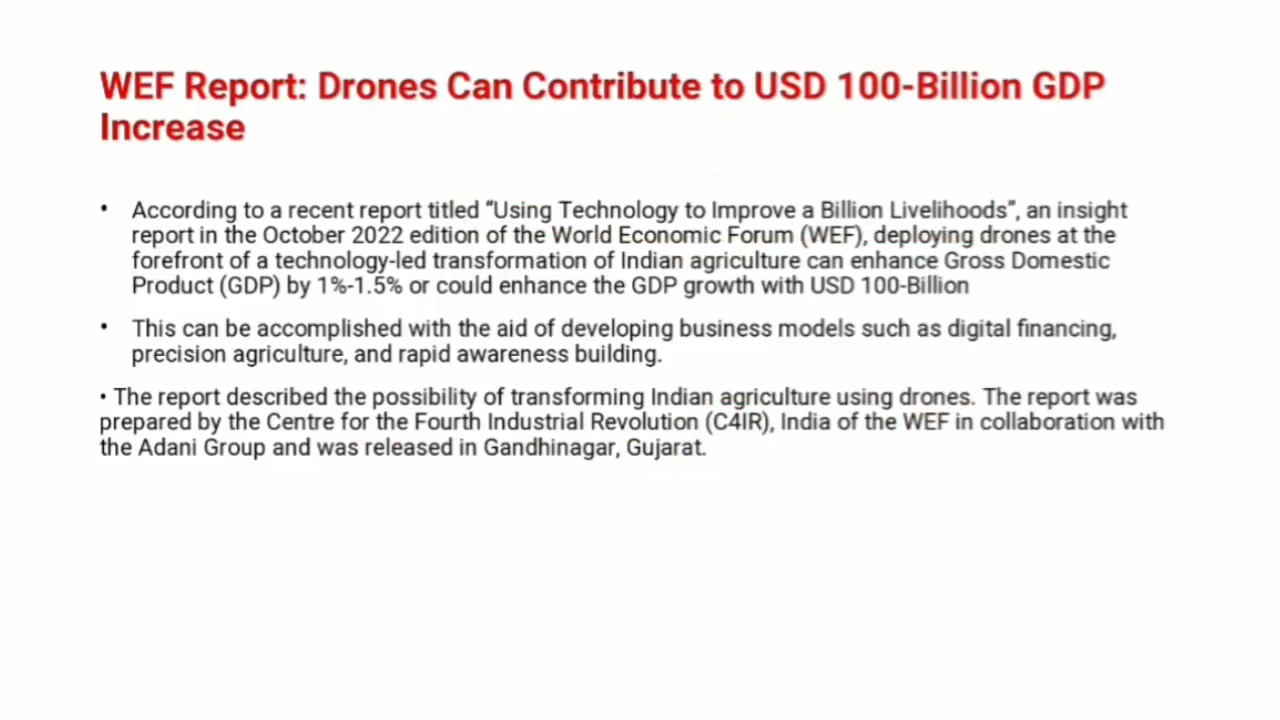 WEF Report: Drones Can Contribute to USD 100-Billion GDP
Increase
• According to a recent report titled “Using Technology to Improve a Billion Livelihoods”, an insight
report in the October 2022 edition of the World Economic Forum (WEF), deploying drones at the
forefront of a technology-led transformation of Indian agriculture can enhance Gross Domestic
Product (GDP) by 1%-1.5% or could enhance the GDP growth with USD 100-Billion
• This can be accomplished with the aid of developing business models such as digital financing,
precision agriculture, and rapid awareness building.
• The report described the possibility of transforming Indian agriculture using drones. The report was
prepared by the Centre for the Fourth Industrial Revolution (C4IR), India of the WEF in collaboration with
the Adani Group and was released in Gandhinagar, Gujarat.